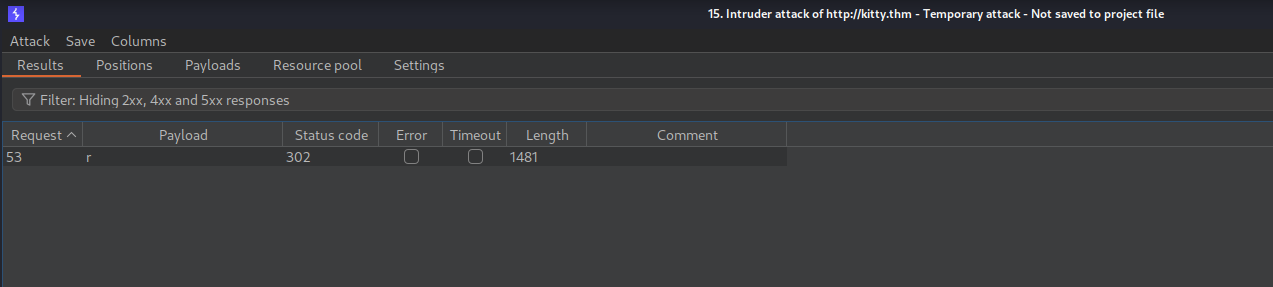 15. Intruder attack of http://kitty.thm - Temporary attack - Not saved to project file
Attack Save Columns
Results Positions Payloads Resource pool Settings
Filter: Hiding 2xx, 4xx and 5xx responses
Request Payload Status code Error Timeout Length Comment
53 r 302 1481